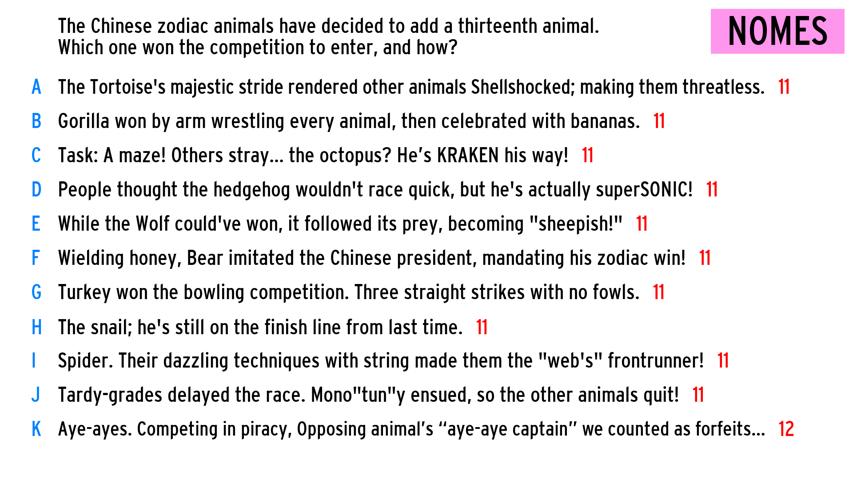 The Chinese zodiac animals have decided to add a thirteenth animal.
Which one won the competition to enter, and how?
NOMES
A The Tortoise's majestic stride rendered other animals Shellshocked; making them threatless. 11
B Gorilla won by arm wrestling every animal, then celebrated with bananas. 11
C Task: A maze! Others stray... the octopus? He's KRAKEN his way! 11
D People thought the hedgehog wouldn't race quick, but he's actually superSONIC! 11
E While the Wolf could've won, it followed its prey, becoming "sheepish!" 11
F Wielding honey, Bear imitated the Chinese president, mandating his zodiac win! 11
G Turkey won the bowling competition. Three straight strikes with no fowls. 11
H The snail; he's still on the finish line from last time. 11
I Spider. Their dazzling techniques with string made them the "web's" frontrunner! 11
J Tardy-grades delayed the race. Mono"tun"y ensued, so the other animals quit! 11
K Aye-ayes. Competing in piracy, Opposing animal's “aye-aye captain” we counted as forfeits... 12